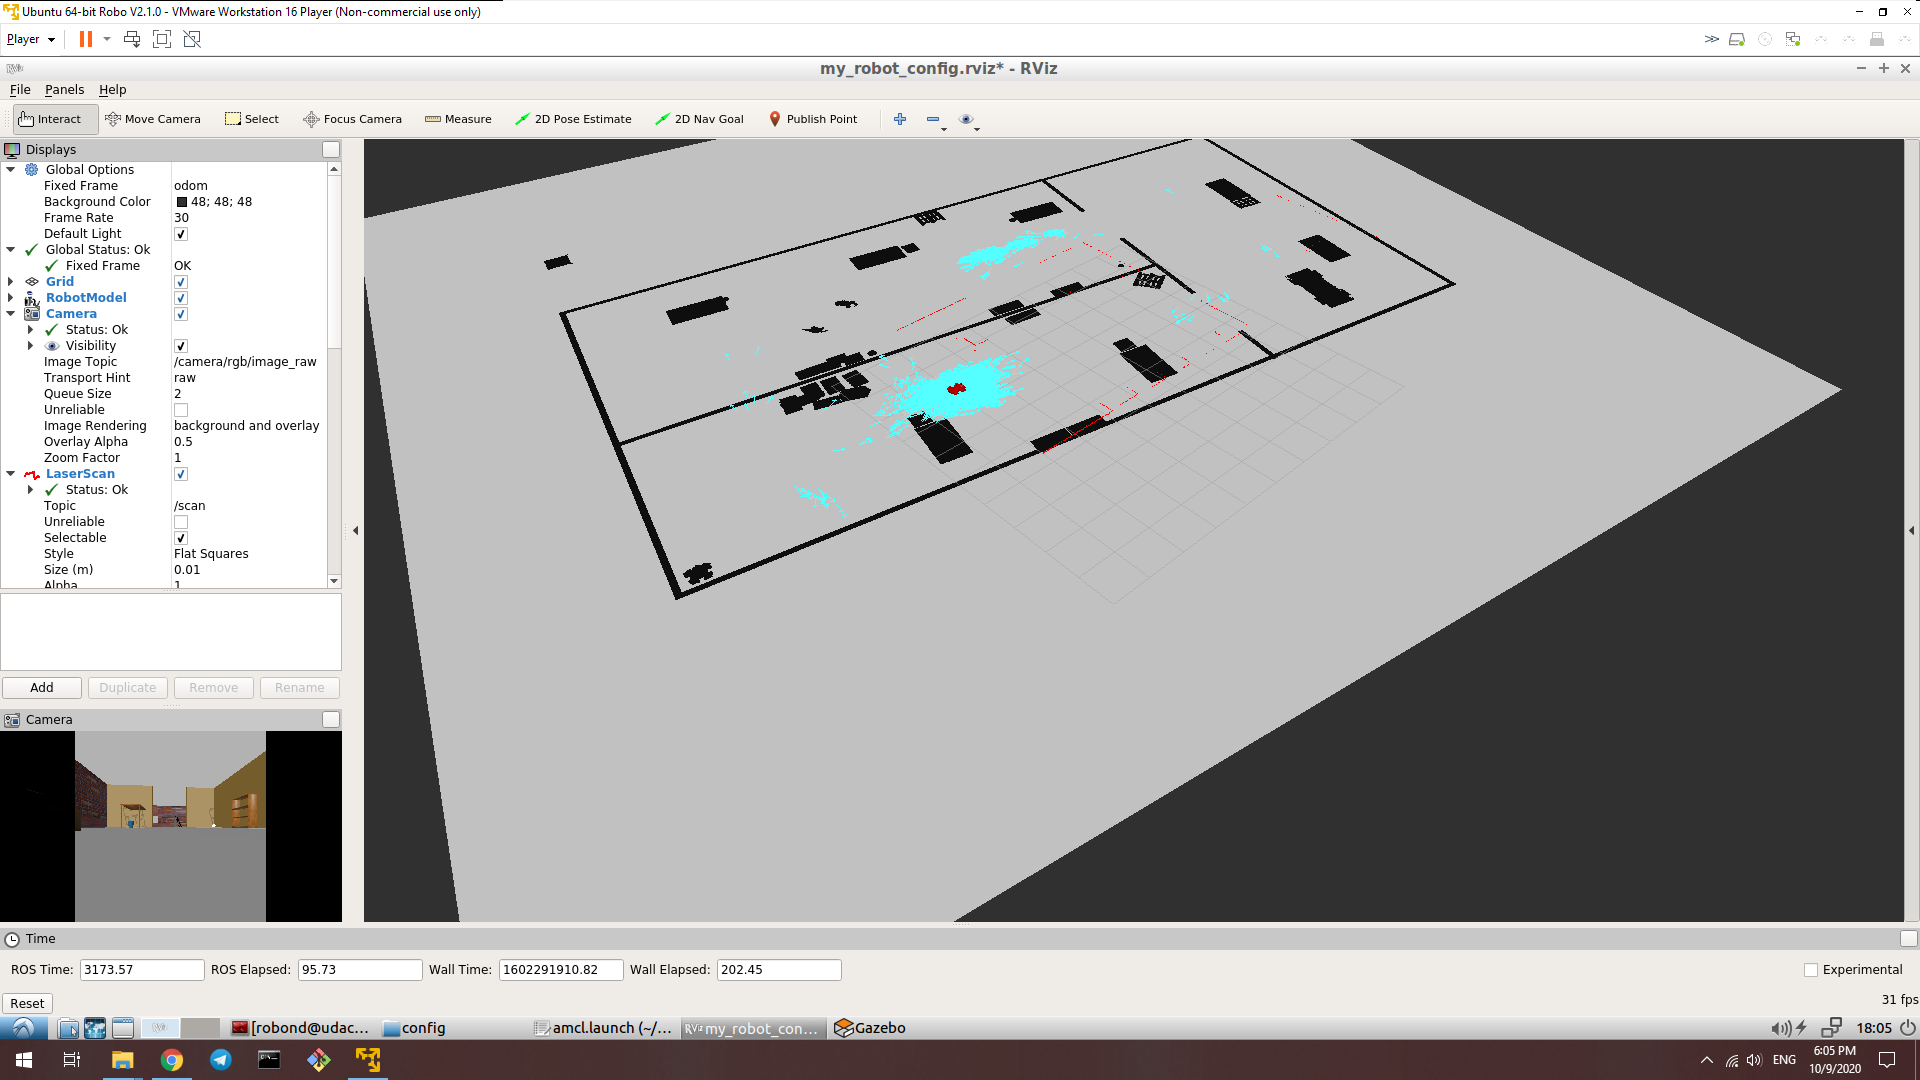 Ubuntu 64-bit Robo V2.1.0 - VMware Workstation 16 Player (Non-commercial use only)
Player
my_robot_config.rviz* - RViz
File Panels Help
Interact Move Camera Select Focus Camera Measure 2D Pose Estimate 2D Nav Goal Publish Point
Displays
Global Options
Fixed Frame odom
Background Color 48; 48; 48
Frame Rate 30
Default Light
Global Status: Ok
Fixed Frame OK
Grid
RobotModel
Camera
Status: Ok
Visibility
Image Topic /camera/rgb/image_raw
Transport Hint raw
Queue Size 2
Unreliable
Image Rendering background and overlay
Overlay Alpha 0.5
Zoom Factor 1
LaserScan
Status: Ok
Topic /scan
Unreliable
Selectable
Style Flat Squares
Size (m) 0.01
Alpha 1
Add Duplicate Remove Rename
Camera
Time
ROS Time: 3173.57 ROS Elapsed: 95.73 Wall Time: 1602291910.82 Wall Elapsed: 202.45 Experimental
Reset 31 fps
[robond@udac... config amcl.launch (~/... RViz my_robot_con... Gazebo 18:05
ENG 6:05 PM
10/9/2020